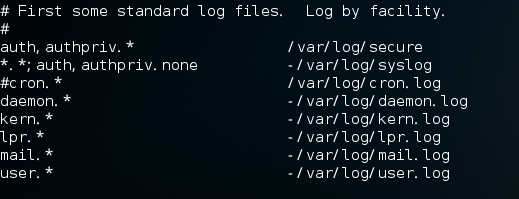 # First some standard log files.  Log by facility.
#
auth,authpriv.*                 /var/log/secure
*.*;auth,authpriv.none          -/var/log/syslog
#cron.*                         /var/log/cron.log
daemon.*                        -/var/log/daemon.log
kern.*                          -/var/log/kern.log
lpr.*                           -/var/log/lpr.log
mail.*                          -/var/log/mail.log
user.*                          -/var/log/user.log